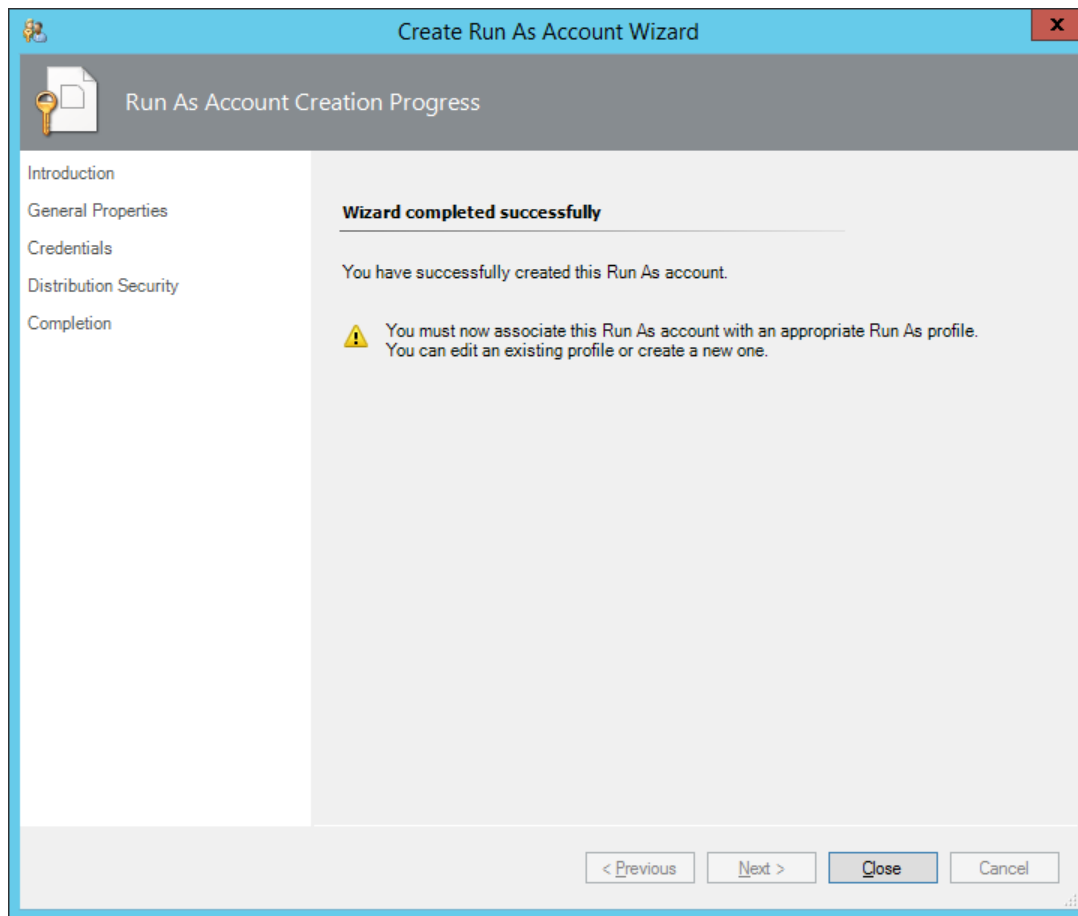 Create Run As Account Wizard
x
Run As Account Creation Progress
Introduction
General Properties
Credentials
Distribution Security
Completion
Wizard completed successfully
You have successfully created this Run As account.
You must now associate this Run As account with an appropriate Run As profile.
You can edit an existing profile or create a new one.
< Previous
Next >
Close
Cancel